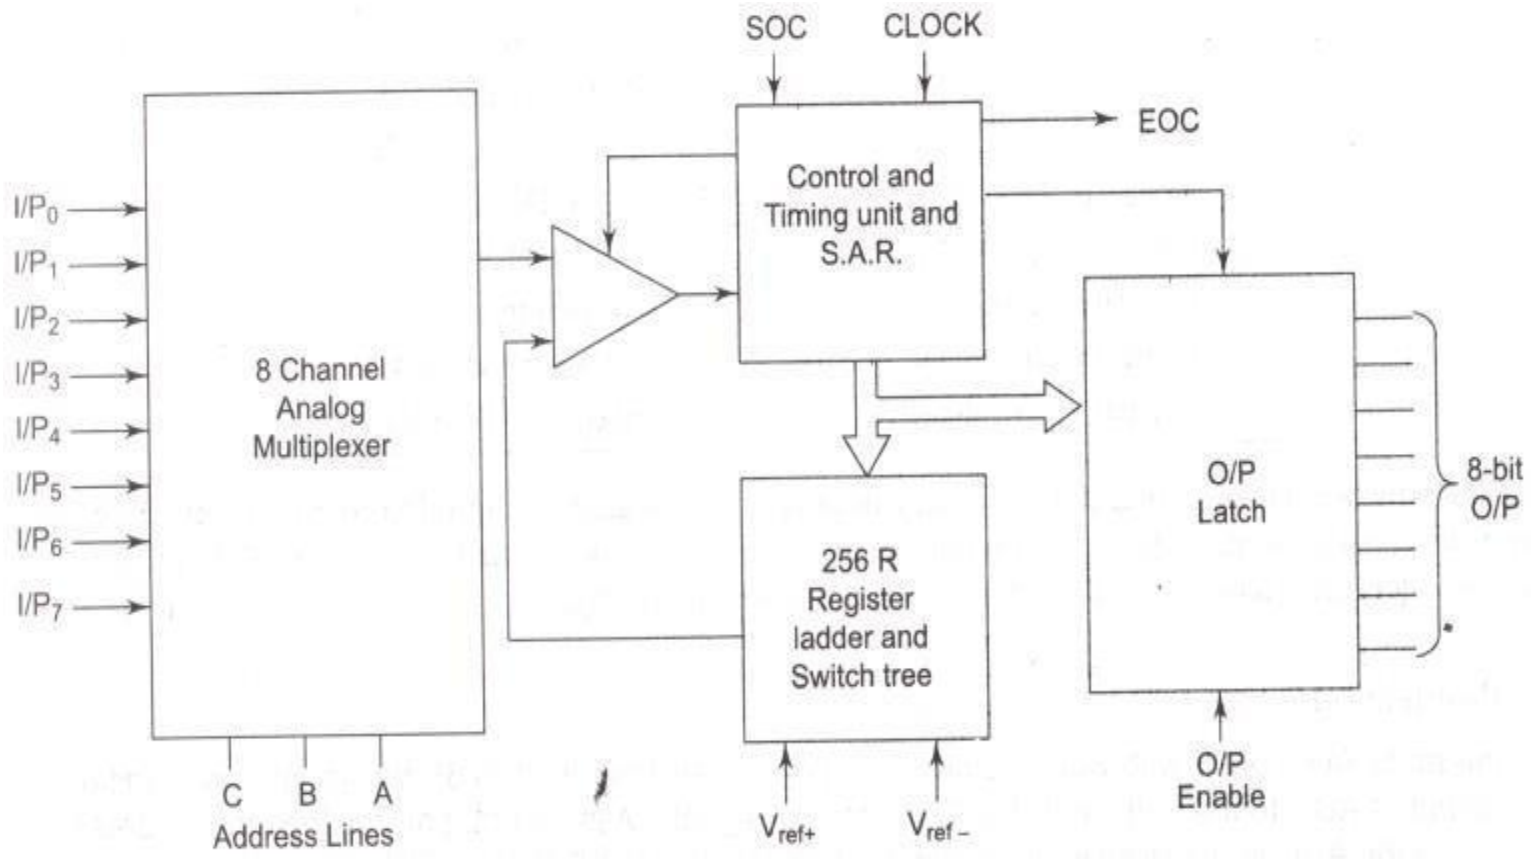 SOC
CLOCK
EOC
Control and
Timing unit and
S.A.R.
I/P0
I/P1
I/P2
I/P3
I/P4
I/P5
I/P6
I/P7
8 Channel
Analog
Multiplexer
O/P
Latch
8-bit
O/P
256 R
Register
ladder and
Switch tree
C B A
Address Lines
Vref+
Vref–
O/P
Enable